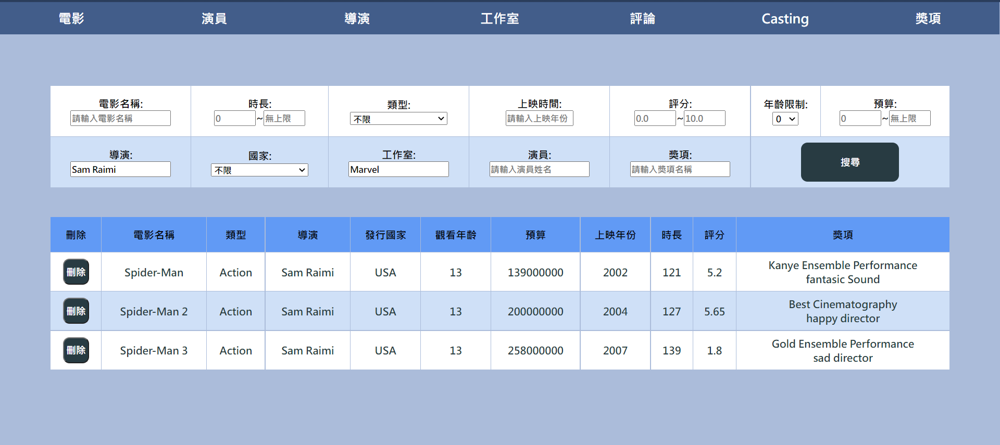 電影 演員 導演 工作室 評論 Casting 獎項
電影名稱: 時長: 類型: 上映時間: 評分: 年齡限制: 預算:
請輸入電影名稱 0 ~ 無上限 不限 請輸入上映年份 0.0 ~ 10.0 0 0 ~ 無上限
導演: 國家: 工作室: 演員: 獎項:
Sam Raimi 不限 Marvel 請輸入演員姓名 請輸入獎項名稱 搜尋
刪除 電影名稱 類型 導演 發行國家 觀看年齡 預算 上映年份 時長 評分 獎項
刪除 Spider-Man Action Sam Raimi USA 13 139000000 2002 121 5.2 Kanye Ensemble Performance
fantasic Sound
刪除 Spider-Man 2 Action Sam Raimi USA 13 200000000 2004 127 5.65 Best Cinematography
happy director
刪除 Spider-Man 3 Action Sam Raimi USA 13 258000000 2007 139 1.8 Gold Ensemble Performance
sad director